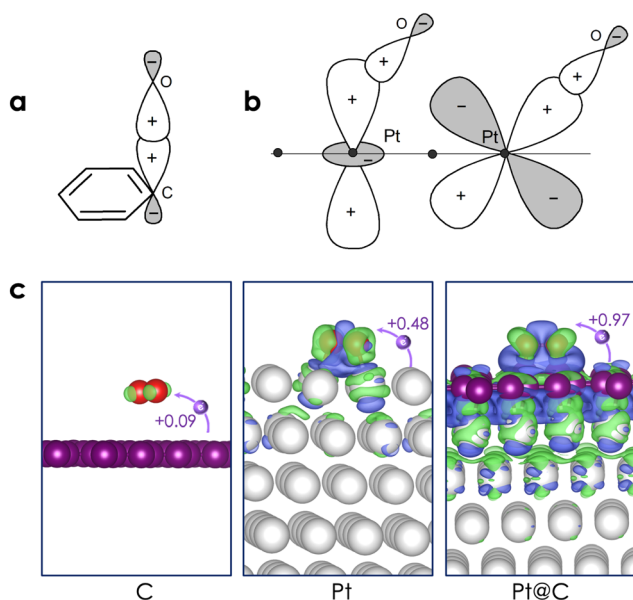 a
−
O
+
+
C
−
b
O
−
+
+
Pt
−
+
O
−
+
−
Pt
+
+
−
c
+0.09
C
+0.48
Pt
+0.97
Pt@C